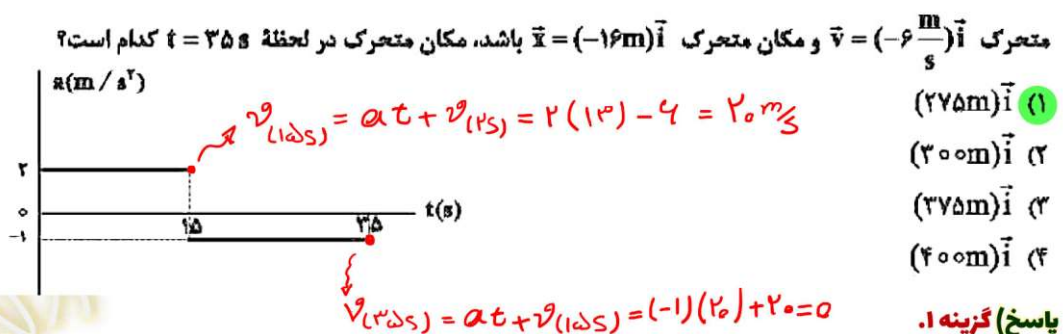 متحرک v⃗ = (−۶ m/s) i⃗ و مکان متحرک x⃗ = (−۱۶m) i⃗ باشد، مکان متحرک در لحظهٔ t = ۳۵ s کدام است؟
a(m / s²)
v(۱۵s) = at + v(۲s) = ۲(۱۳) − ۶ = ۲۰ m/s
۱) (۲۷۵m) i⃗
۲) (۳۰۰m) i⃗
۳) (۳۷۵m) i⃗
۴) (۴۰۰m) i⃗
۲
۰
−۱
۱۵
۳۵
t(s)
v(۳۵s) = at + v(۱۵s) = (−۱)(۲۰) + ۲۰ = ۰
پاسخ) گزینه ۱.